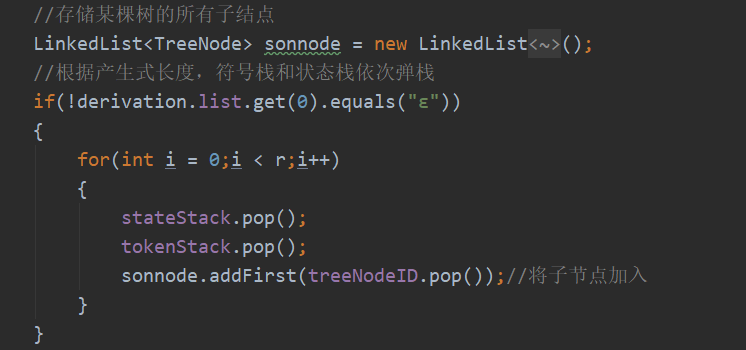 //存储某棵树的所有子结点
LinkedList<TreeNode> sonnode = new LinkedList<~>();
//根据产生式长度，符号栈和状态栈依次弹栈
if(!derivation.list.get(0).equals("ε"))
{
for(int i = 0;i < r;i++)
{
stateStack.pop();
tokenStack.pop();
sonnode.addFirst(treeNodeID.pop());//将子节点加入
}
}